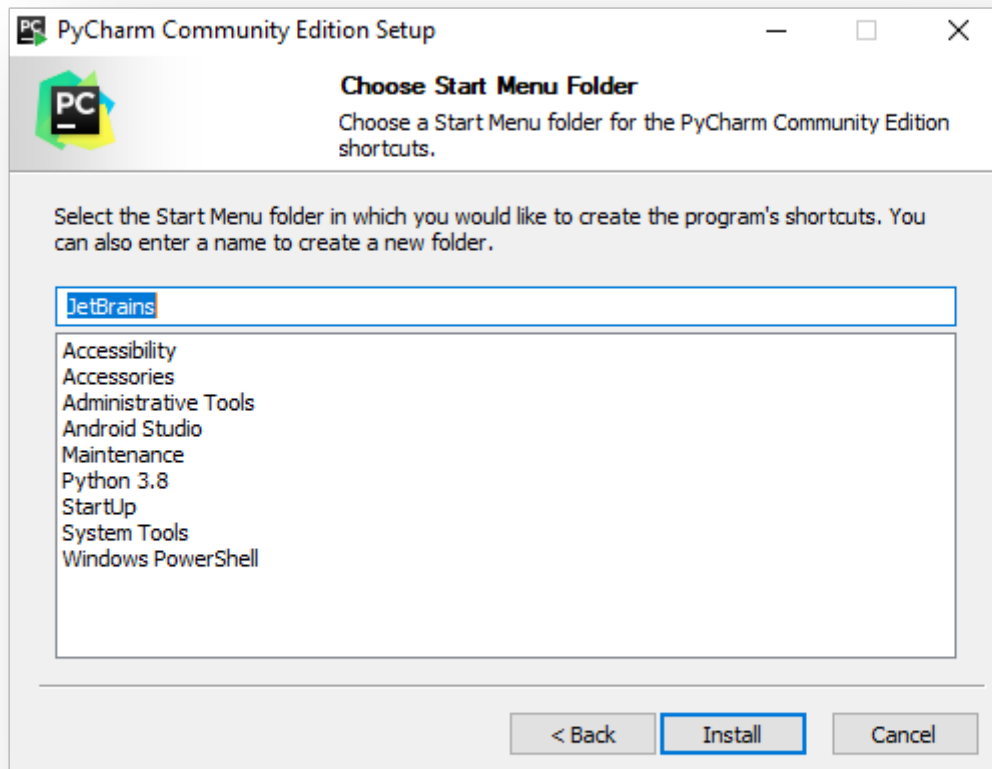 PC PyCharm Community Edition Setup
PC
Choose Start Menu Folder
Choose a Start Menu folder for the PyCharm Community Edition
shortcuts.
Select the Start Menu folder in which you would like to create the program's shortcuts. You
can also enter a name to create a new folder.
JetBrains
Accessibility
Accessories
Administrative Tools
Android Studio
Maintenance
Python 3.8
StartUp
System Tools
Windows PowerShell
< Back Install Cancel